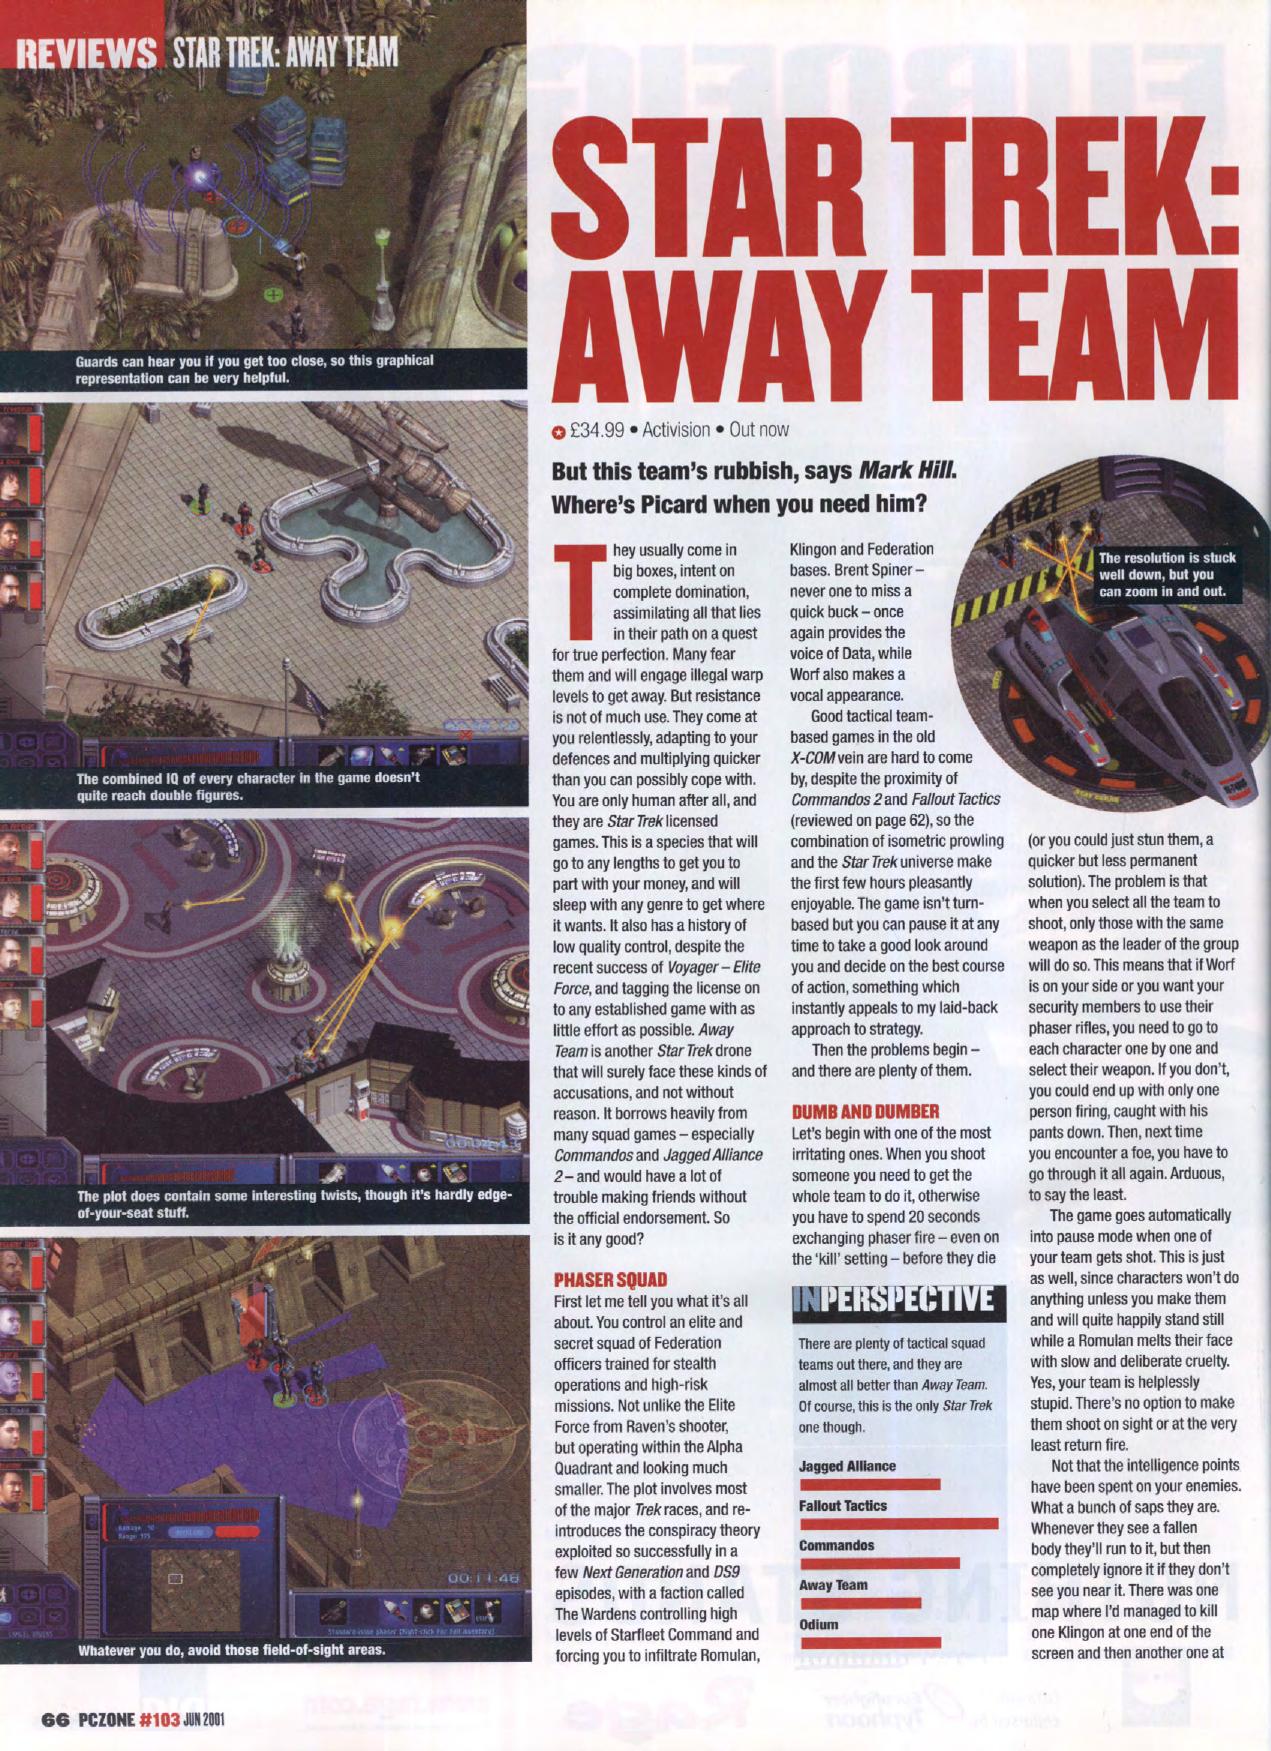 REVIEWS STAR TREK: AWAY TEAM
Guards can hear you if you get too close, so this graphical
representation can be very helpful.
The combined IQ of every character in the game doesn't
quite reach double figures.
00:04:43
The plot does contain some interesting twists, though it's hardly edge-
of-your-seat stuff.
00:11:48
Whatever you do, avoid those field-of-sight areas.
STAR TREK:
AWAY TEAM
£34.99 • Activision • Out now
But this team's rubbish, says Mark Hill.
Where's Picard when you need him?
1427
The resolution is stuck
well down, but you
can zoom in and out.
They usually come in
big boxes, intent on
complete domination,
assimilating all that lies
in their path on a quest
for true perfection. Many fear
them and will engage illegal warp
levels to get away. But resistance
is not of much use. They come at
you relentlessly, adapting to your
defences and multiplying quicker
than you can possibly cope with.
You are only human after all, and
they are Star Trek licensed
games. This is a species that will
go to any lengths to get you to
part with your money, and will
sleep with any genre to get where
it wants. It also has a history of
low quality control, despite the
recent success of Voyager – Elite
Force, and tagging the license on
to any established game with as
little effort as possible. Away
Team is another Star Trek drone
that will surely face these kinds of
accusations, and not without
reason. It borrows heavily from
many squad games – especially
Commandos and Jagged Alliance
2 – and would have a lot of
trouble making friends without
the official endorsement. So
is it any good?
PHASER SQUAD
First let me tell you what it's all
about. You control an elite and
secret squad of Federation
officers trained for stealth
operations and high-risk
missions. Not unlike the Elite
Force from Raven's shooter,
but operating within the Alpha
Quadrant and looking much
smaller. The plot involves most
of the major Trek races, and re-
introduces the conspiracy theory
exploited so successfully in a
few Next Generation and DS9
episodes, with a faction called
The Wardens controlling high
levels of Starfleet Command and
forcing you to infiltrate Romulan,
Klingon and Federation
bases. Brent Spiner –
never one to miss a
quick buck – once
again provides the
voice of Data, while
Worf also makes a
vocal appearance.
Good tactical team-
based games in the old
X-COM vein are hard to come
by, despite the proximity of
Commandos 2 and Fallout Tactics
(reviewed on page 62), so the
combination of isometric prowling
and the Star Trek universe make
the first few hours pleasantly
enjoyable. The game isn't turn-
based but you can pause it at any
time to take a good look around
you and decide on the best course
of action, something which
instantly appeals to my laid-back
approach to strategy.
Then the problems begin –
and there are plenty of them.
DUMB AND DUMBER
Let's begin with one of the most
irritating ones. When you shoot
someone you need to get the
whole team to do it, otherwise
you have to spend 20 seconds
exchanging phaser fire – even on
the 'kill' setting – before they die
INPERSPECTIVE
There are plenty of tactical squad
teams out there, and they are
almost all better than Away Team.
Of course, this is the only Star Trek
one though.
Jagged Alliance
Fallout Tactics
Commandos
Away Team
Odium
(or you could just stun them, a
quicker but less permanent
solution). The problem is that
when you select all the team to
shoot, only those with the same
weapon as the leader of the group
will do so. This means that if Worf
is on your side or you want your
security members to use their
phaser rifles, you need to go to
each character one by one and
select their weapon. If you don't,
you could end up with only one
person firing, caught with his
pants down. Then, next time
you encounter a foe, you have to
go through it all again. Arduous,
to say the least.
The game goes automatically
into pause mode when one of
your team gets shot. This is just
as well, since characters won't do
anything unless you make them
and will quite happily stand still
while a Romulan melts their face
with slow and deliberate cruelty.
Yes, your team is helplessly
stupid. There's no option to make
them shoot on sight or at the very
least return fire.
Not that the intelligence points
have been spent on your enemies.
What a bunch of saps they are.
Whenever they see a fallen
body they'll run to it, but then
completely ignore it if they don't
see you near it. There was one
map where I'd managed to kill
one Klingon at one end of the
screen and then another one at
66 PCZONE #103 JUN 2001